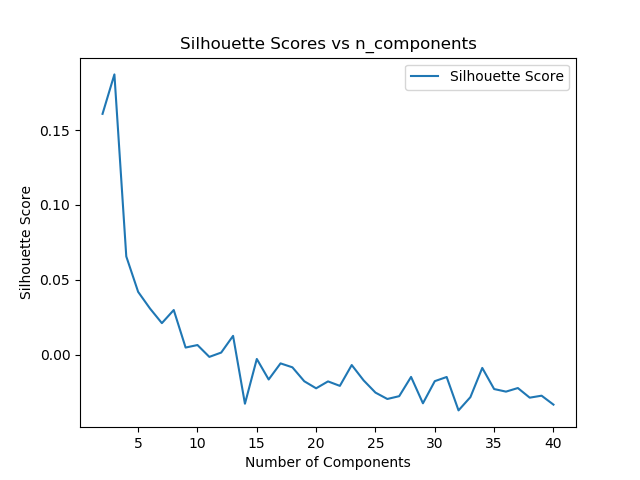 Silhouette Scores vs n_components
Silhouette Score
0.15
0.10
0.05
0.00
Silhouette Score
5 10 15 20 25 30 35 40
Number of Components